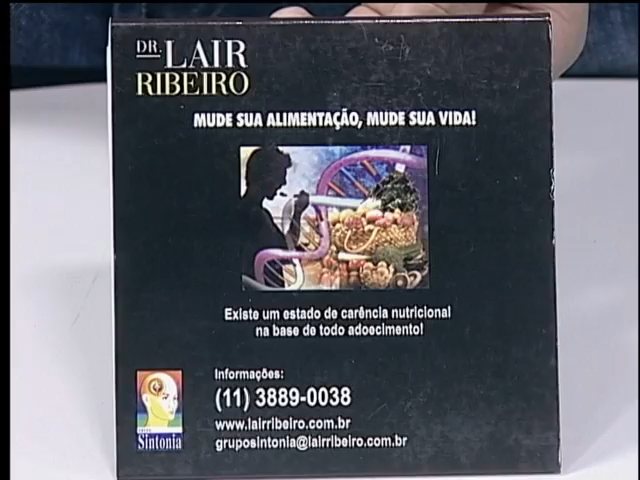 DR. LAIR
RIBEIRO
MUDE SUA ALIMENTAÇÃO, MUDE SUA VIDA!
Existe um estado de carência nutricional
na base de todo adoecimento!
Informações:
(11) 3889-0038
www.lairribeiro.com.br
gruposintonia@lairribeiro.com.br
Sintonia